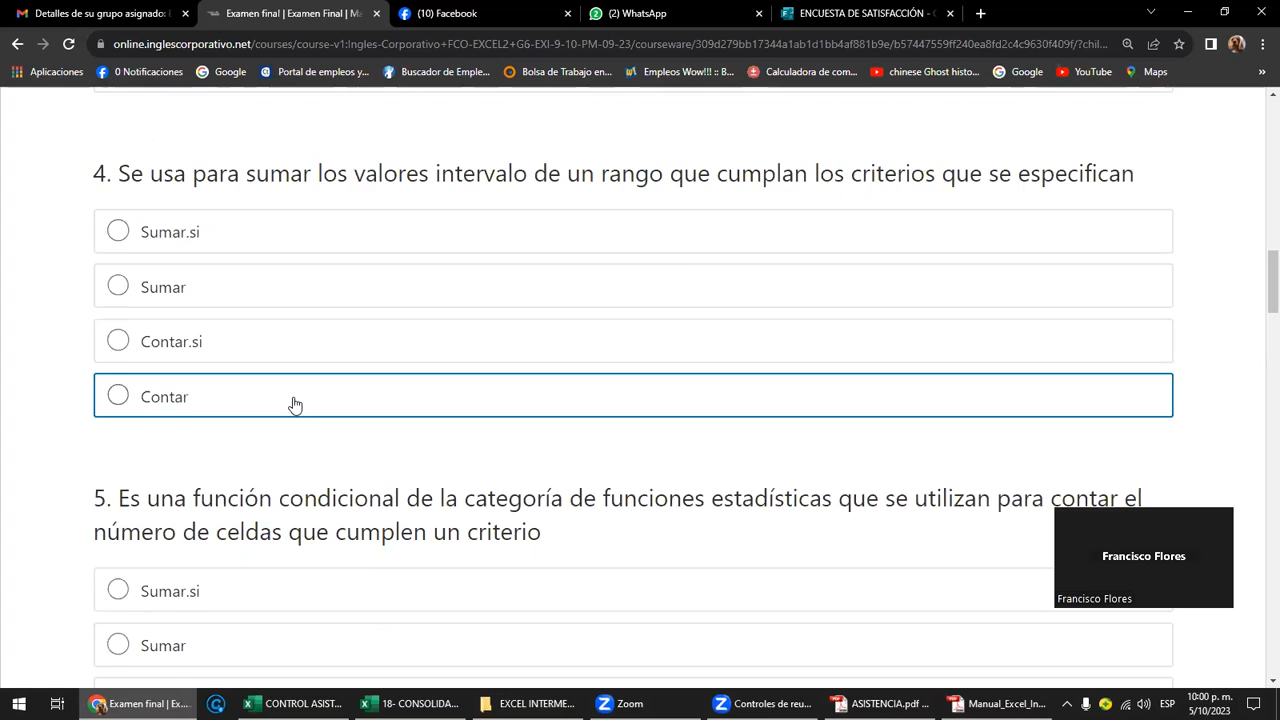 Detalles de su grupo asignado: E
Examen final | Examen Final | Ma
(10) Facebook
(2) WhatsApp
ENCUESTA DE SATISFACCIÓN - C
online.inglescorporativo.net/courses/course-v1:Ingles-Corporativo+FCO-EXCEL2+G6-EXI-9-10-PM-09-23/courseware/309d279bb17344a1ab1d1bb4af881b9e/b57447559ff240ea8fd2c4c9630f409f/?chil...
Aplicaciones
0 Notificaciones
Google
Portal de empleos y...
Buscador de Emple...
Bolsa de Trabajo en...
Empleos Wow!!! :: B...
Calculadora de com...
chinese Ghost histo...
Google
YouTube
Maps
4. Se usa para sumar los valores intervalo de un rango que cumplan los criterios que se especifican
Sumar.si
Sumar
Contar.si
Contar
5. Es una función condicional de la categoría de funciones estadísticas que se utilizan para contar el
número de celdas que cumplen un criterio
Sumar.si
Sumar
Francisco Flores
Francisco Flores
Examen final | Ex...
CONTROL ASIST...
18- CONSOLIDA...
EXCEL INTERME...
Zoom
Controles de reu...
ASISTENCIA.pdf ...
Manual_Excel_In...
ESP
10:00 p. m.
5/10/2023